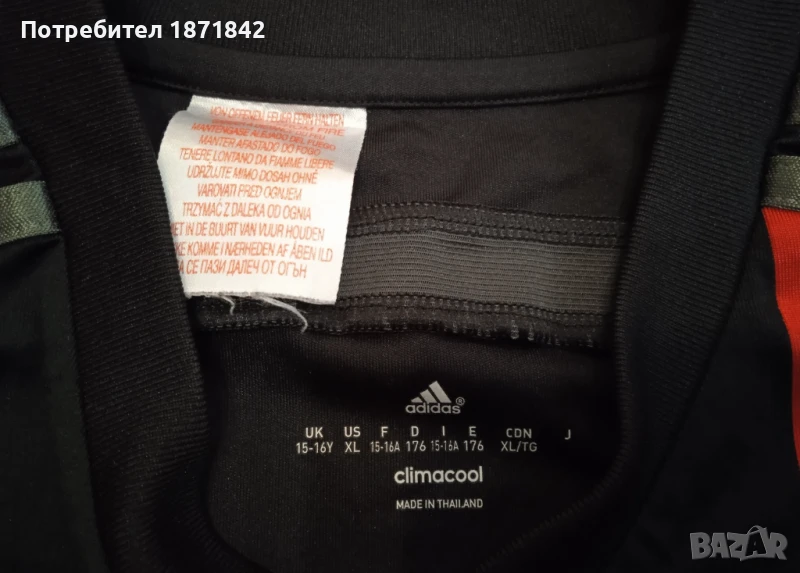 Потребител 1871842
VON OFFENEM FEUER FERN HALTEN
MANTENGASE ALEJADO DEL FUEGO
MANTER AFASTADO DO FOGO
TENERE LONTANO DA FIAMME LIBERE
UDRŽUJTE MIMO DOSAH OHNĚ
VAROVATI PRED OGNJEM
TRZYMAĆ Z DALEKA OD OGNIA
ET IN DE BUURT VAN VUUR HOUDEN
KE KOMME I NÆRHEDEN AF ÅBEN ILD
А СЕ ПАЗИ ДАЛЕЧ ОТ ОГЪН
adidas®
UK US F D I E CDN J
15-16Y XL 15-16A 176 15-16A 176 XL/TG
climacool
MADE IN THAILAND
BAZAR